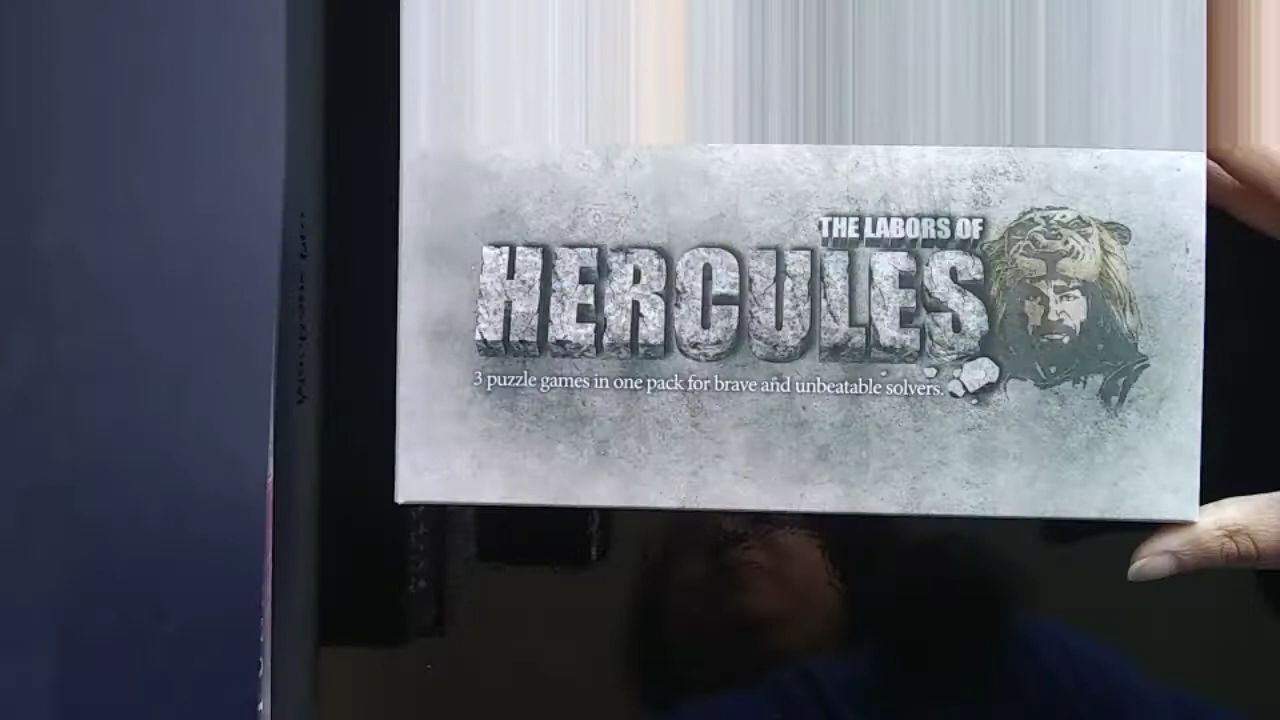 THE LABORS OF
HERCULES
3 puzzle games in one pack for brave and unbeatable solvers.